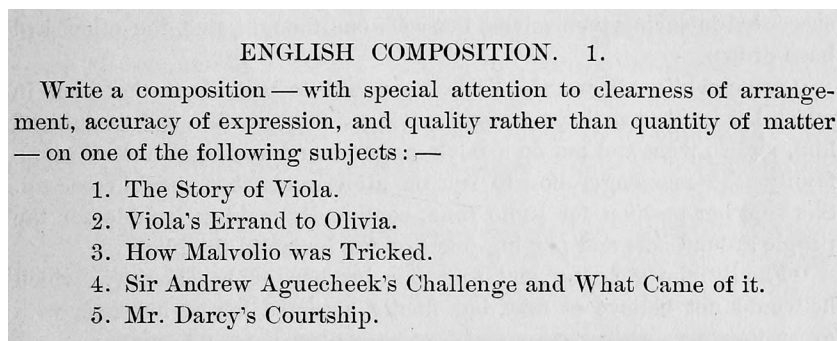 ENGLISH COMPOSITION. 1.
Write a composition — with special attention to clearness of arrange-
ment, accuracy of expression, and quality rather than quantity of matter
— on one of the following subjects : —
1. The Story of Viola.
2. Viola's Errand to Olivia.
3. How Malvolio was Tricked.
4. Sir Andrew Aguecheek's Challenge and What Came of it.
5. Mr. Darcy's Courtship.